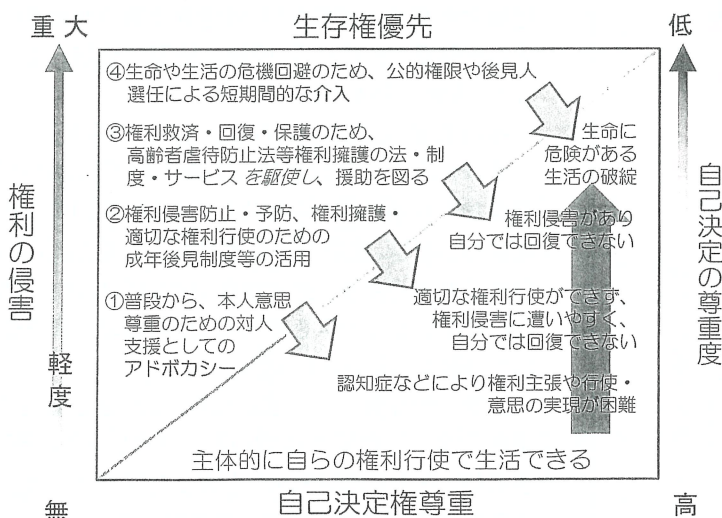 重大
生存権優先
低
④生命や生活の危機回避のため、公的権限や後見人
選任による短期間的な介入
③権利救済・回復・保護のため、
高齢者虐待防止法等権利擁護の法・制
度・サービスを駆使し、援助を図る
②権利侵害防止・予防、権利擁護・
適切な権利行使のための
成年後見制度等の活用
①普段から、本人意思
尊重のための対人
支援としての
アドボカシー
生命に
危険がある
生活の破綻
権利侵害があり
自分では回復できない
適切な権利行使ができず、
権利侵害に遭いやすく、
自分では回復できない
認知症などにより権利主張や行使・
意思の実現が困難
主体的に自らの権利行使で生活できる
権利の侵害
軽度
無
自己決定権尊重
自己決定の尊重度
高